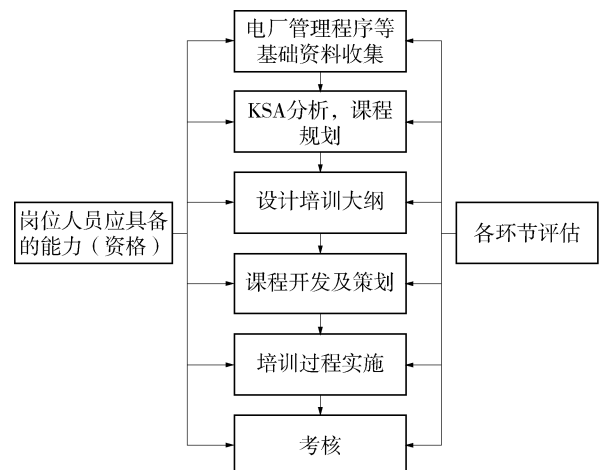 电厂管理程序等
基础资料收集
KSA分析，课程
规划
设计培训大纲
岗位人员应具备
的能力（资格）
各环节评估
课程开发及策划
培训过程实施
考核